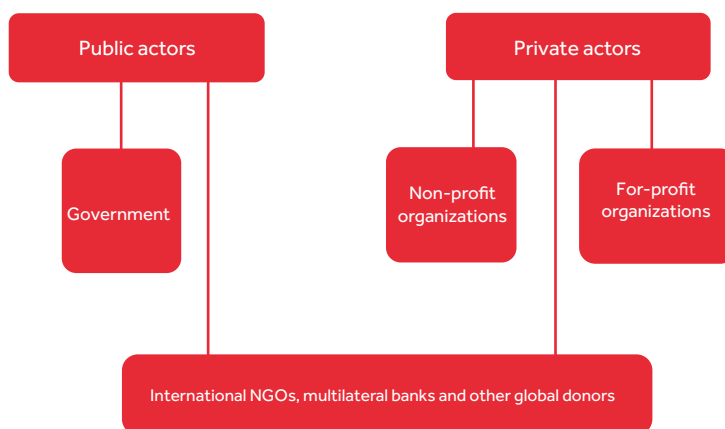 Public actors
Private actors
Government
Non-profit
organizations
For-profit
organizations
International NGOs, multilateral banks and other global donors